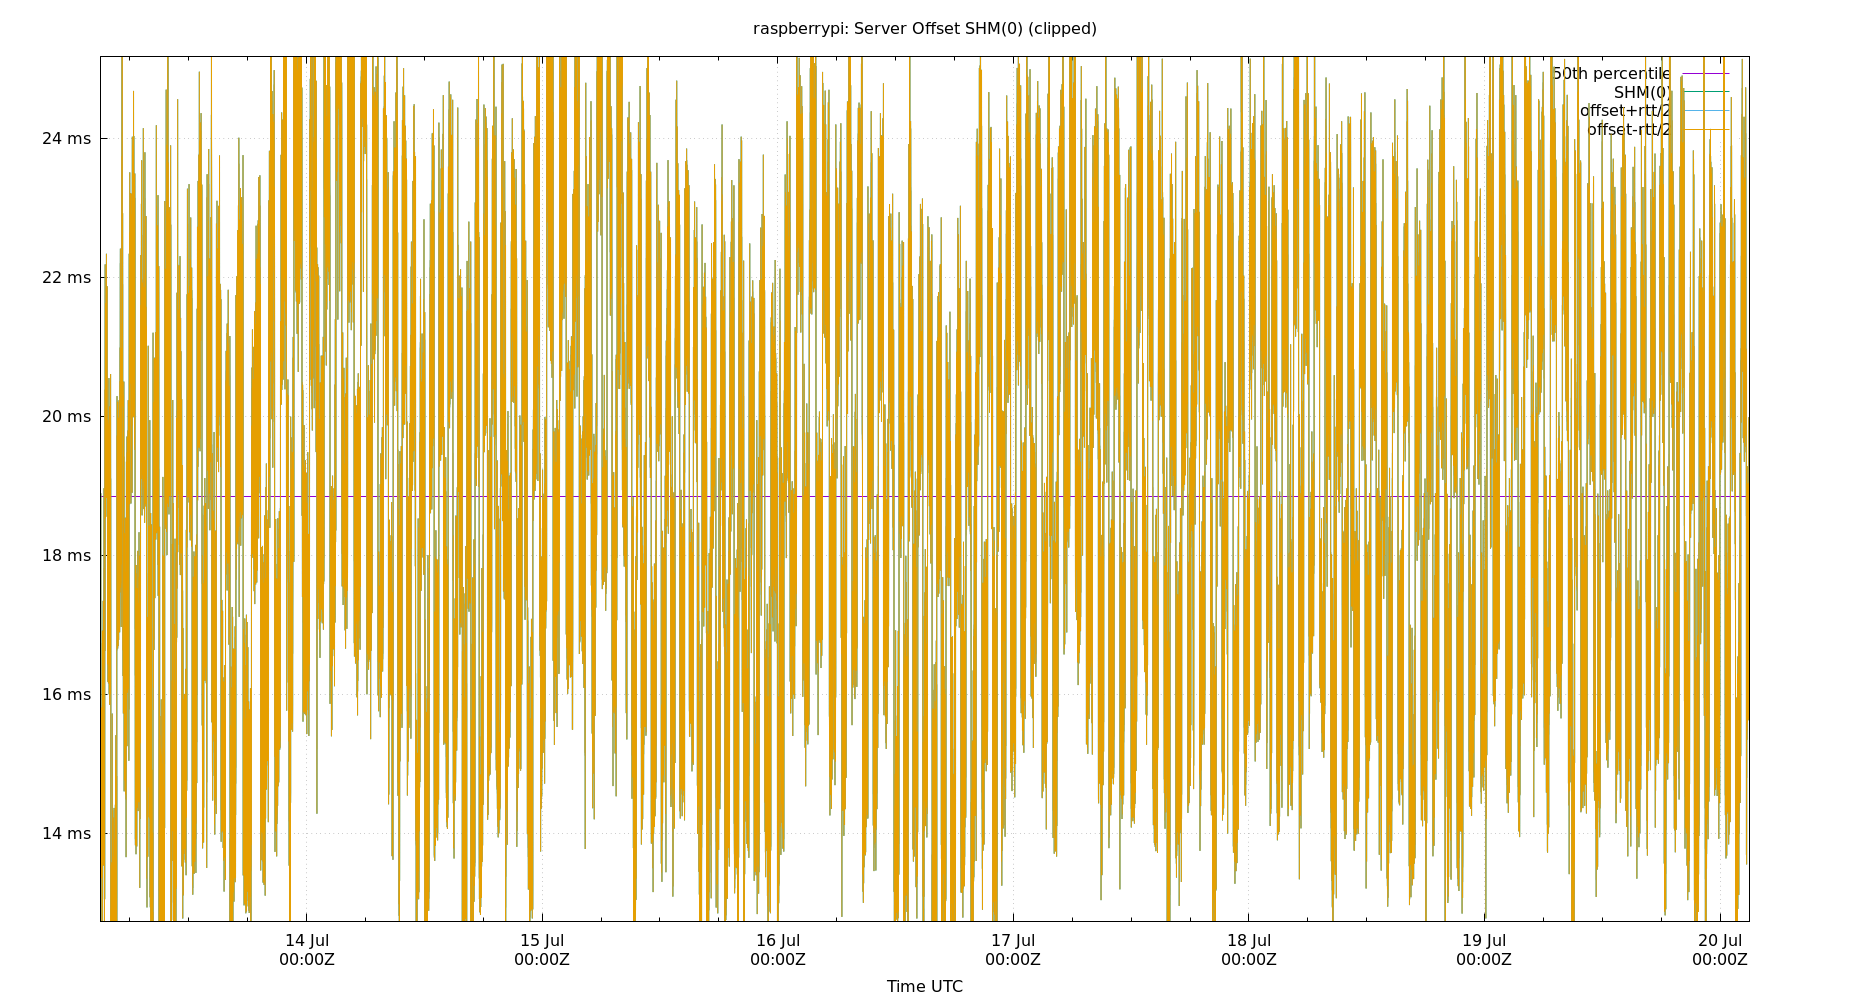 raspberrypi: Server Offset SHM(0) (clipped)
50th percentile
SHM(0)
offset+rtt/2
offset-rtt/2
24 ms
22 ms
20 ms
18 ms
16 ms
14 ms
14 Jul 15 Jul 16 Jul 17 Jul 18 Jul 19 Jul 20 Jul
00:00Z 00:00Z 00:00Z 00:00Z 00:00Z 00:00Z 00:00Z
Time UTC